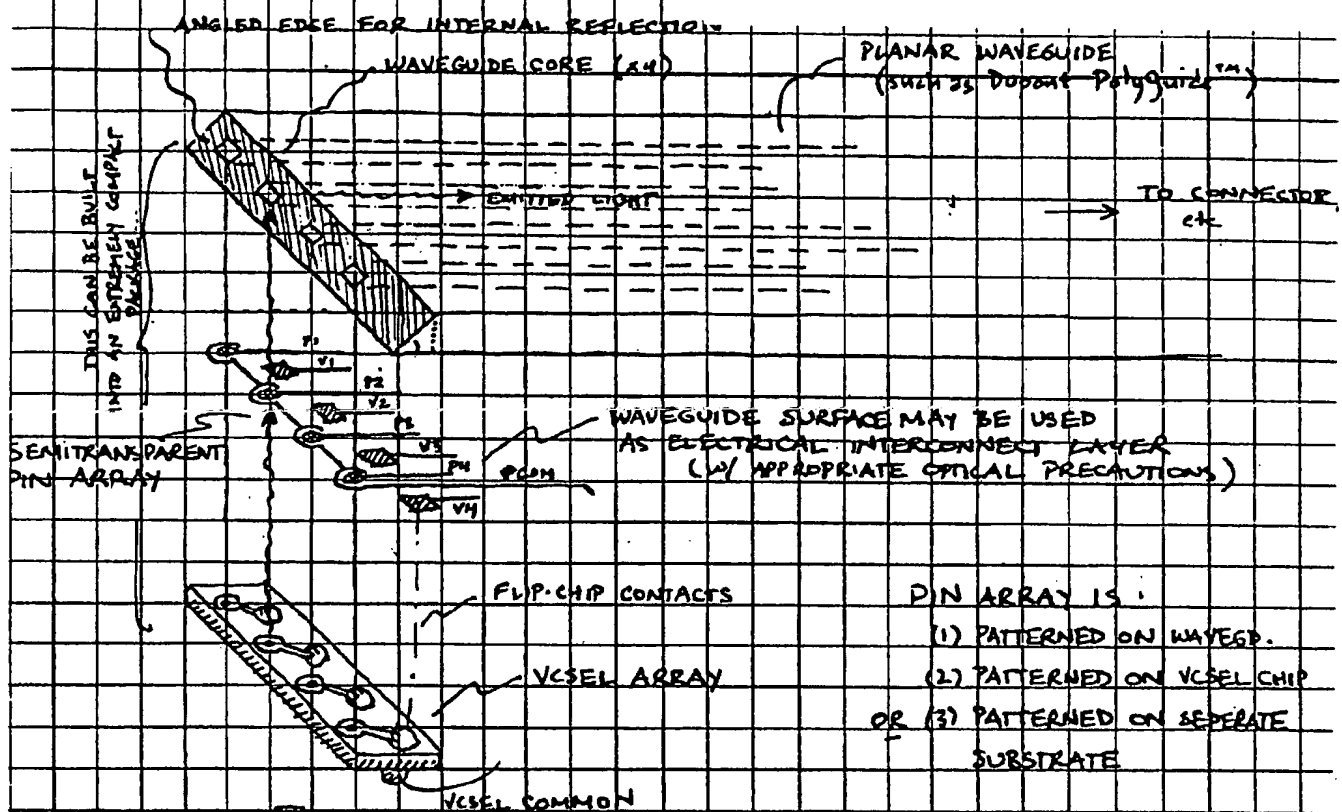 ANGLED EDGE FOR INTERNAL REFLECTION
WAVEGUIDE CORE (x4)
PLANAR WAVEGUIDE
(such as Dupont Polyguide™)
THIS CAN BE BUILT
INTO AN EXTREMELY COMPACT
PACKAGE
EMITTED LIGHT
TO CONNECTOR
etc
P1
V1
P2
V2
P3
V3
P4
PCOM
V4
SEMITRANSPARENT
PIN ARRAY
WAVEGUIDE SURFACE MAY BE USED
AS ELECTRICAL INTERCONNECT LAYER
(W/ APPROPRIATE OPTICAL PRECAUTIONS)
FLIP-CHIP CONTACTS
VCSEL ARRAY
VCSEL COMMON
PIN ARRAY IS:
(1) PATTERNED ON WAVEGD.
(2) PATTERNED ON VCSEL CHIP
OR (3) PATTERNED ON SEPERATE
SUBSTRATE